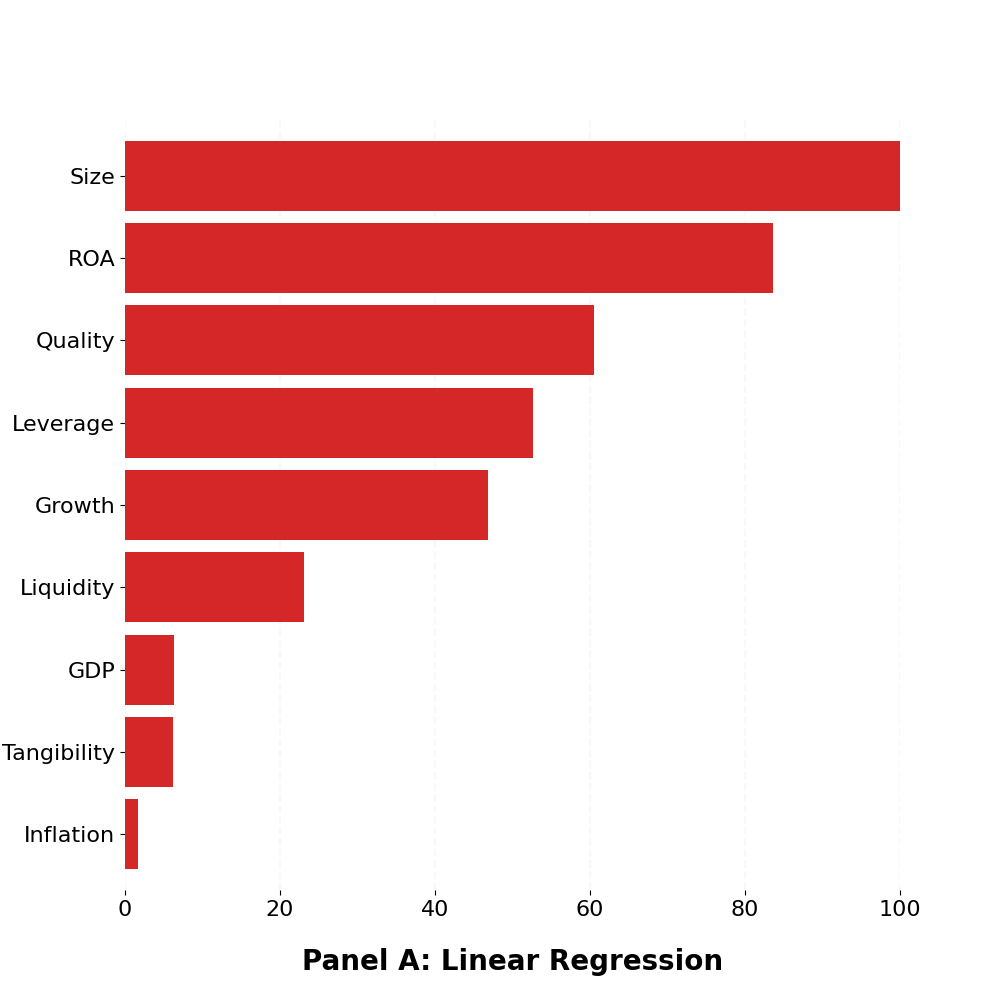 Size
ROA
Quality
Leverage
Growth
Liquidity
GDP
Tangibility
Inflation
0 20 40 60 80 100
Panel A: Linear Regression